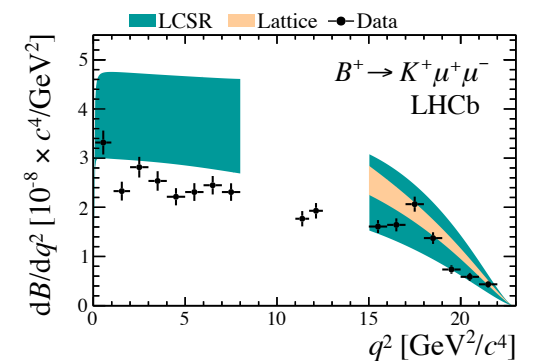 LCSR Lattice Data
B⁺ → K⁺μ⁺μ⁻
LHCb
dB/dq² [10⁻⁸ × c⁴/GeV²]
5
4
3
2
1
0
0 5 10 15 20
q² [GeV²/c⁴]